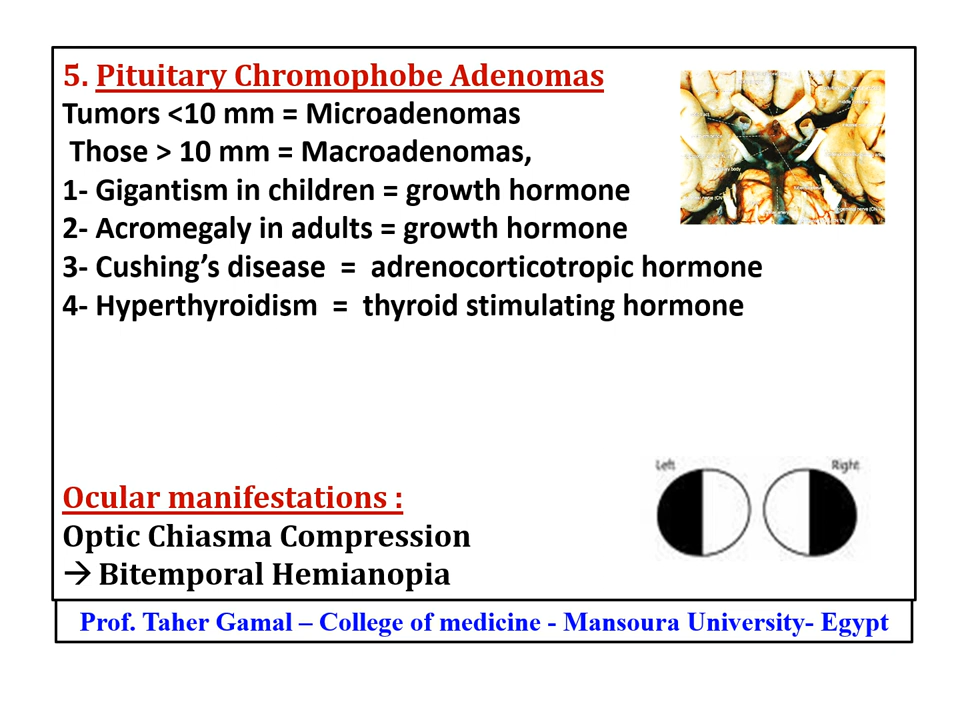 5. Pituitary Chromophobe Adenomas
Tumors <10 mm = Microadenomas
Those > 10 mm = Macroadenomas,
1- Gigantism in children = growth hormone
2- Acromegaly in adults = growth hormone
3- Cushing’s disease = adrenocorticotropic hormone
4- Hyperthyroidism = thyroid stimulating hormone
Left Right
Ocular manifestations :
Optic Chiasma Compression
→ Bitemporal Hemianopia
Prof. Taher Gamal – College of medicine - Mansoura University- Egypt